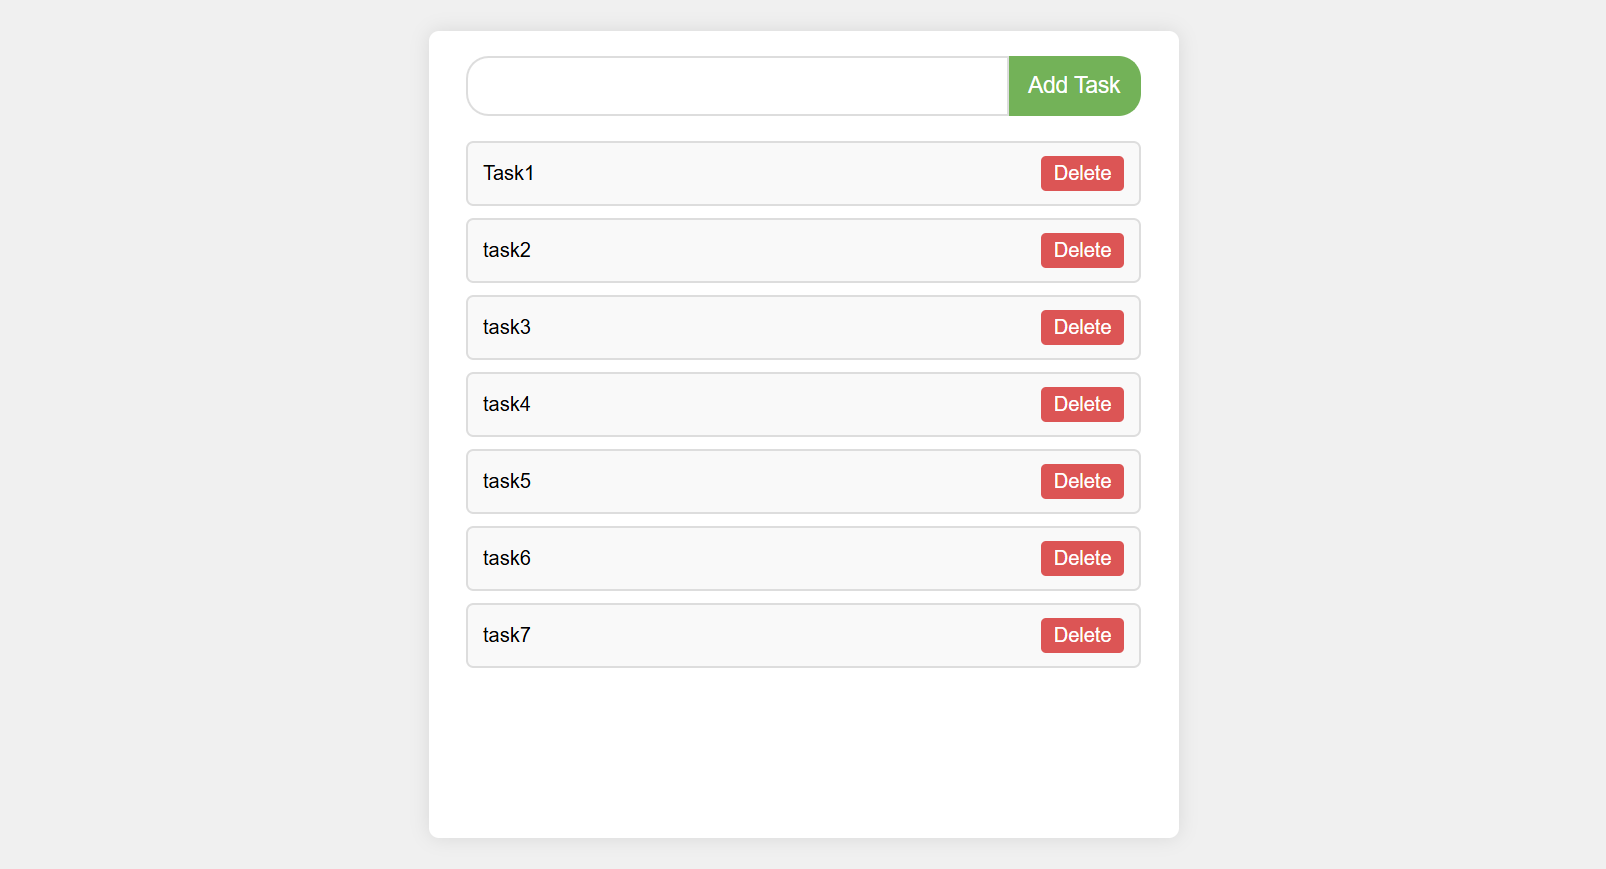 Add Task
Task1 Delete
task2 Delete
task3 Delete
task4 Delete
task5 Delete
task6 Delete
task7 Delete